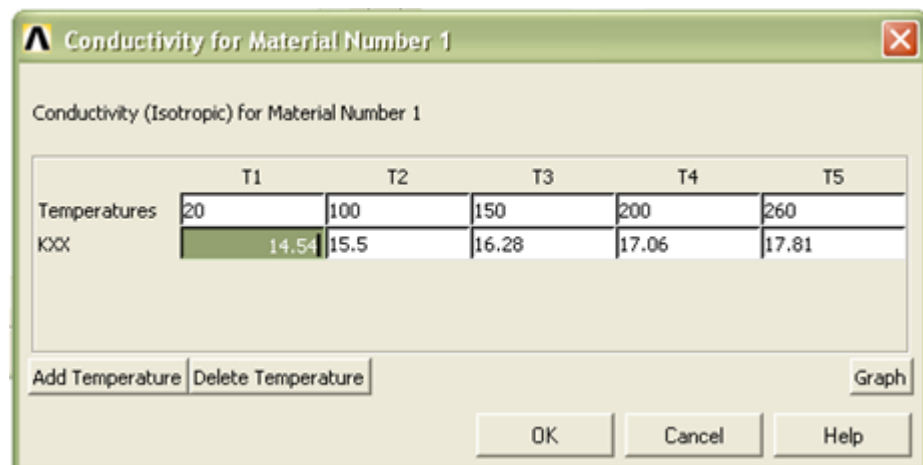 Conductivity for Material Number 1
Conductivity (Isotropic) for Material Number 1
T1 T2 T3 T4 T5
Temperatures 20 100 150 200 260
KXX 14.54 15.5 16.28 17.06 17.81
Add Temperature Delete Temperature Graph
OK Cancel Help